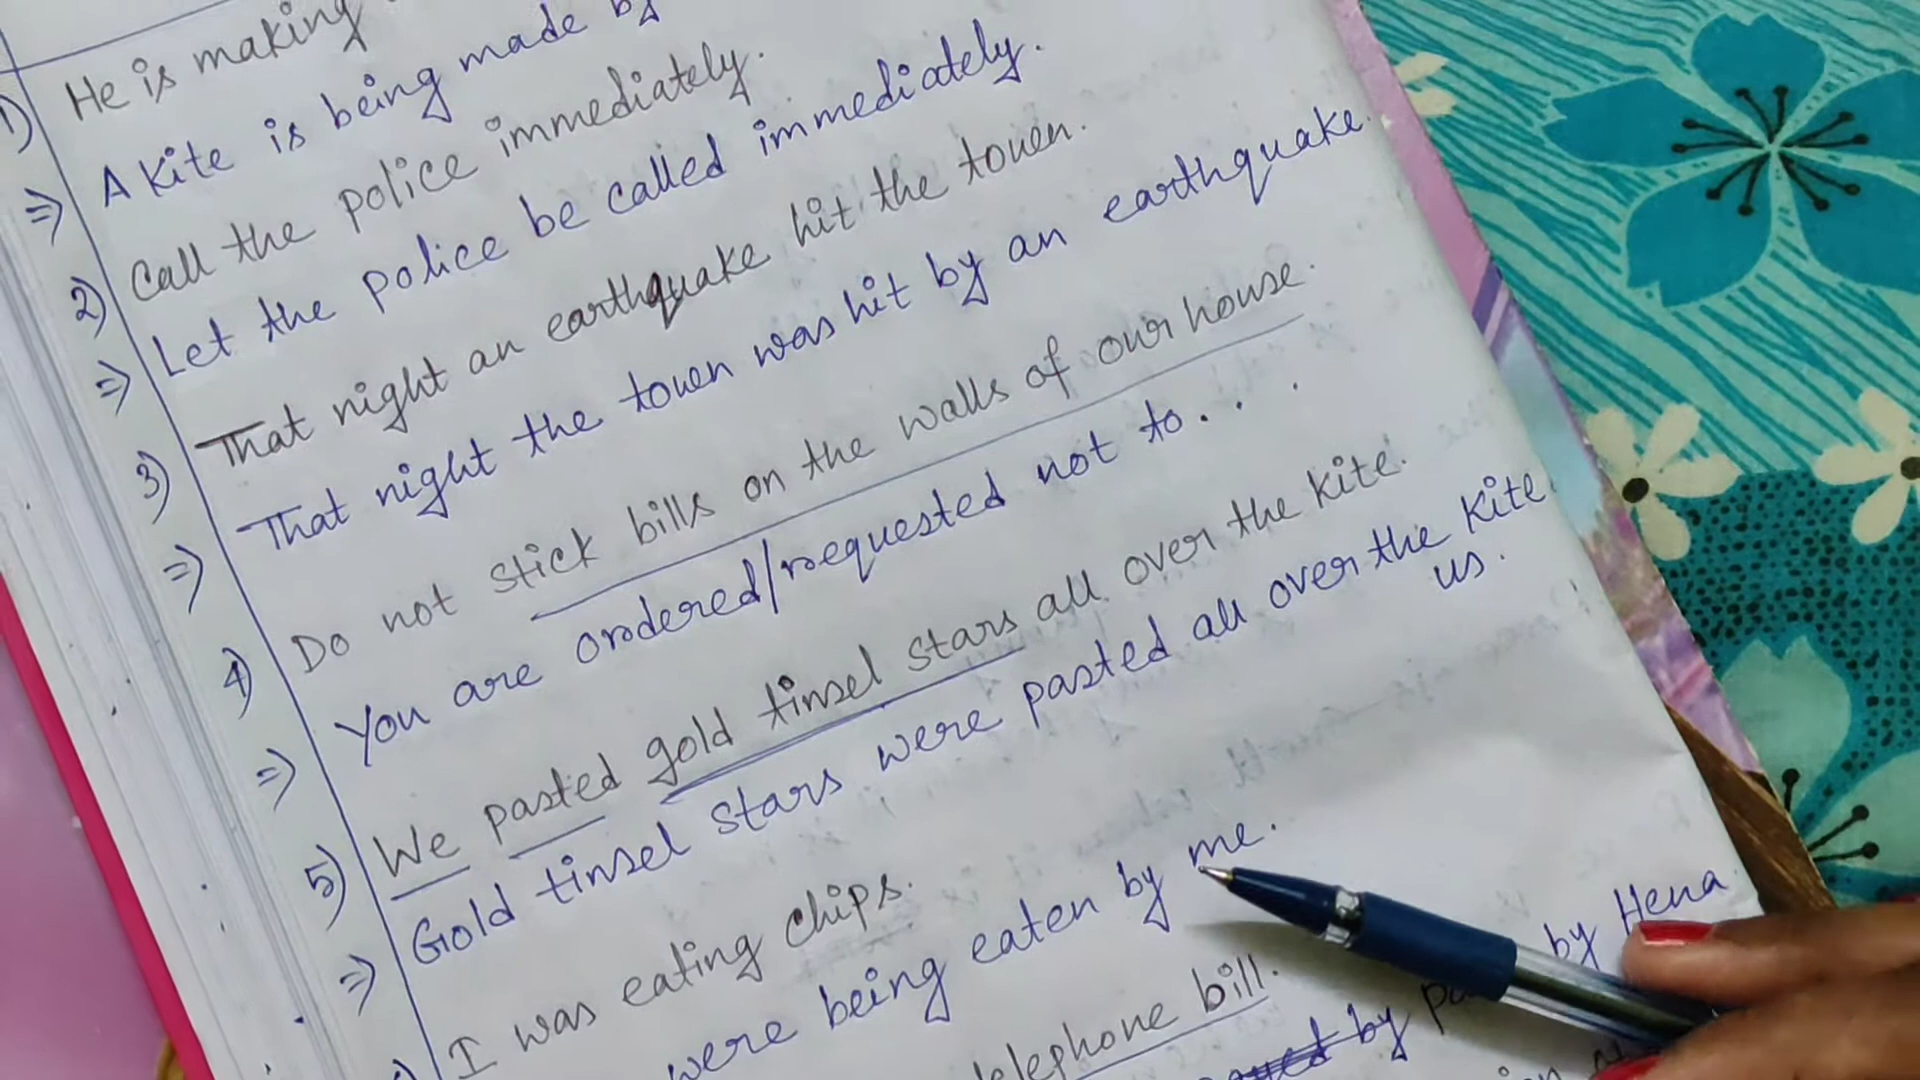 1) He is making
=> A kite is being made by
2) Call the police immediately.
=> Let the police be called immediately.
3) That night an earthquake hit the town.
=> That night the town was hit by an earthquake.
4) Do not stick bills on the walls of our house.
=> You are ordered/requested not to. . . .
5) We pasted gold tinsel stars all over the kite.
=> Gold tinsel stars were pasted all over the kite
us.
I was eating chips.
were being eaten by me.
telephone bill.
by Hena
by